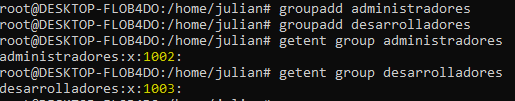 root@DESKTOP-FLOB4DO:/home/julian# groupadd administradores
root@DESKTOP-FLOB4DO:/home/julian# groupadd desarrolladores
root@DESKTOP-FLOB4DO:/home/julian# getent group administradores
administradores:x:1002:
root@DESKTOP-FLOB4DO:/home/julian# getent group desarrolladores
desarrolladores:x:1003: